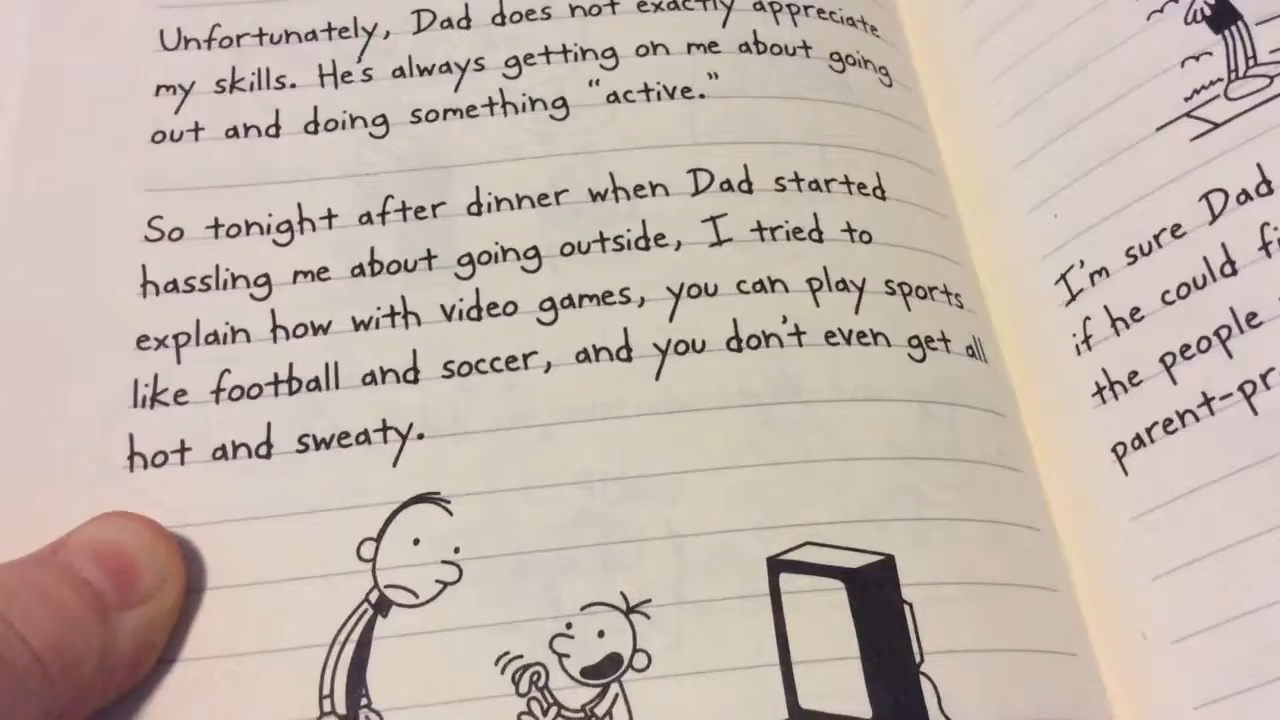 Unfortunately, Dad does not exactly appreciate
my skills. He's always getting on me about going
out and doing something "active."
So tonight after dinner when Dad started
hassling me about going outside, I tried to
explain how with video games, you can play sports
like football and soccer, and you don't even get all
hot and sweaty.
I'm sure Dad
if he could
the people